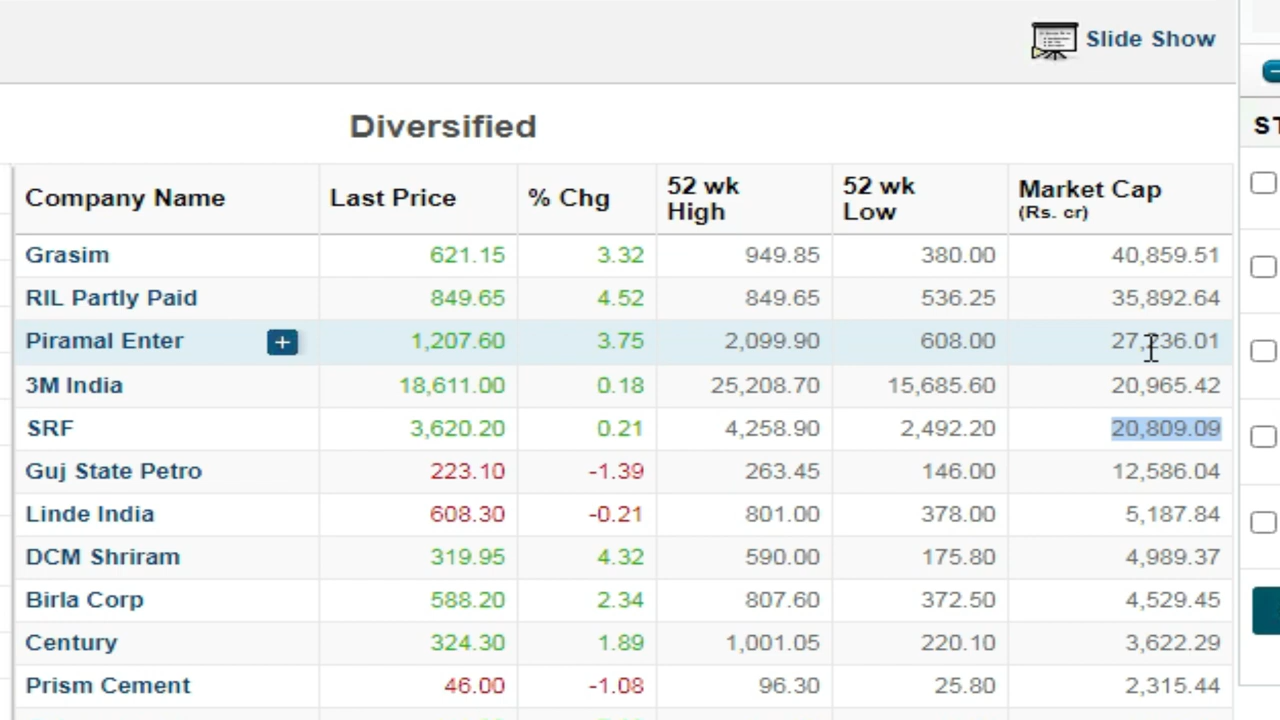 Slide Show
Diversified
ST
Company Name Last Price % Chg 52 wk High 52 wk Low Market Cap (Rs. cr)
Grasim 621.15 3.32 949.85 380.00 40,859.51
RIL Partly Paid 849.65 4.52 849.65 536.25 35,892.64
Piramal Enter + 1,207.60 3.75 2,099.90 608.00
3M India 18,611.00 0.18 25,208.70 15,685.60 20,965.42
SRF 3,620.20 0.21 4,258.90 2,492.20 20,809.09
Guj State Petro 223.10 -1.39 263.45 146.00 12,586.04
Linde India 608.30 -0.21 801.00 378.00 5,187.84
DCM Shriram 319.95 4.32 590.00 175.80 4,989.37
Birla Corp 588.20 2.34 807.60 372.50 4,529.45
Century 324.30 1.89 1,001.05 220.10 3,622.29
Prism Cement 46.00 -1.08 96.30 25.80 2,315.44